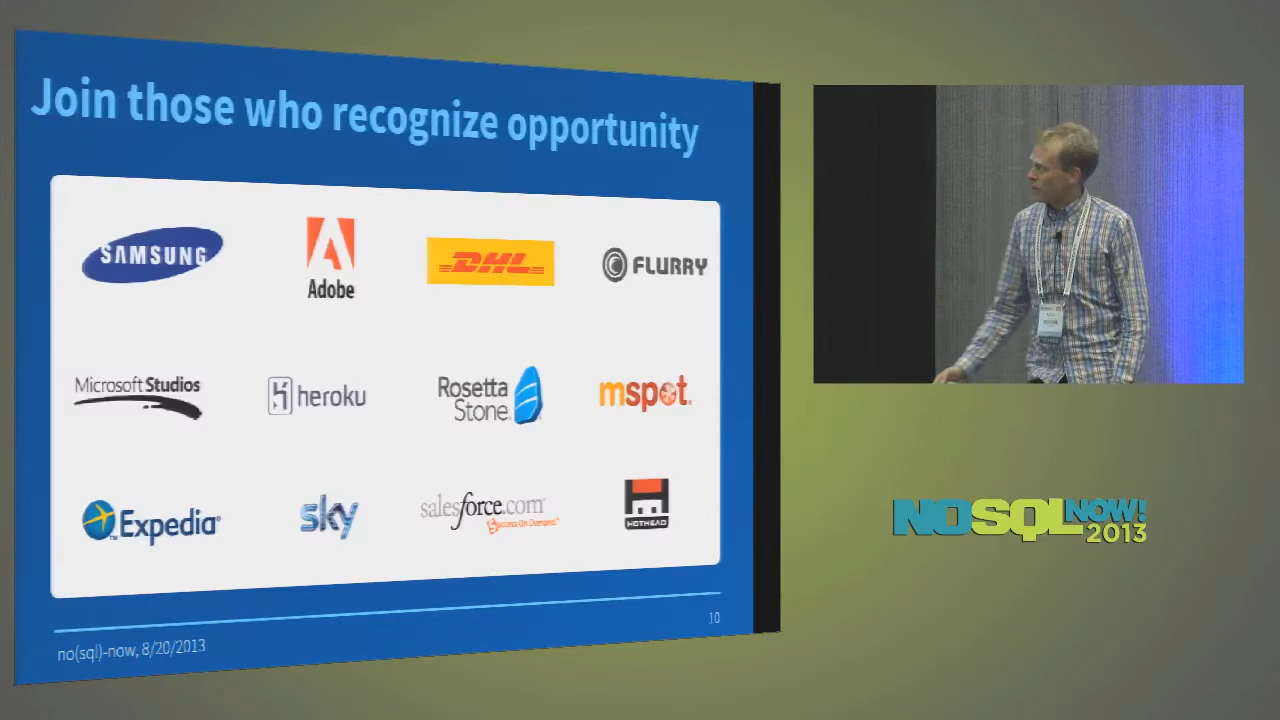 Join those who recognize opportunity
SAMSUNG
Adobe
DHL
FLURRY
Microsoft Studios
heroku
Rosetta
Stone
mspot
Expedia
sky
salesforce.com
Success On Demand
HOTHEAD
no(sql)-now, 8/20/2013
10
NOSQL NOW!
2013